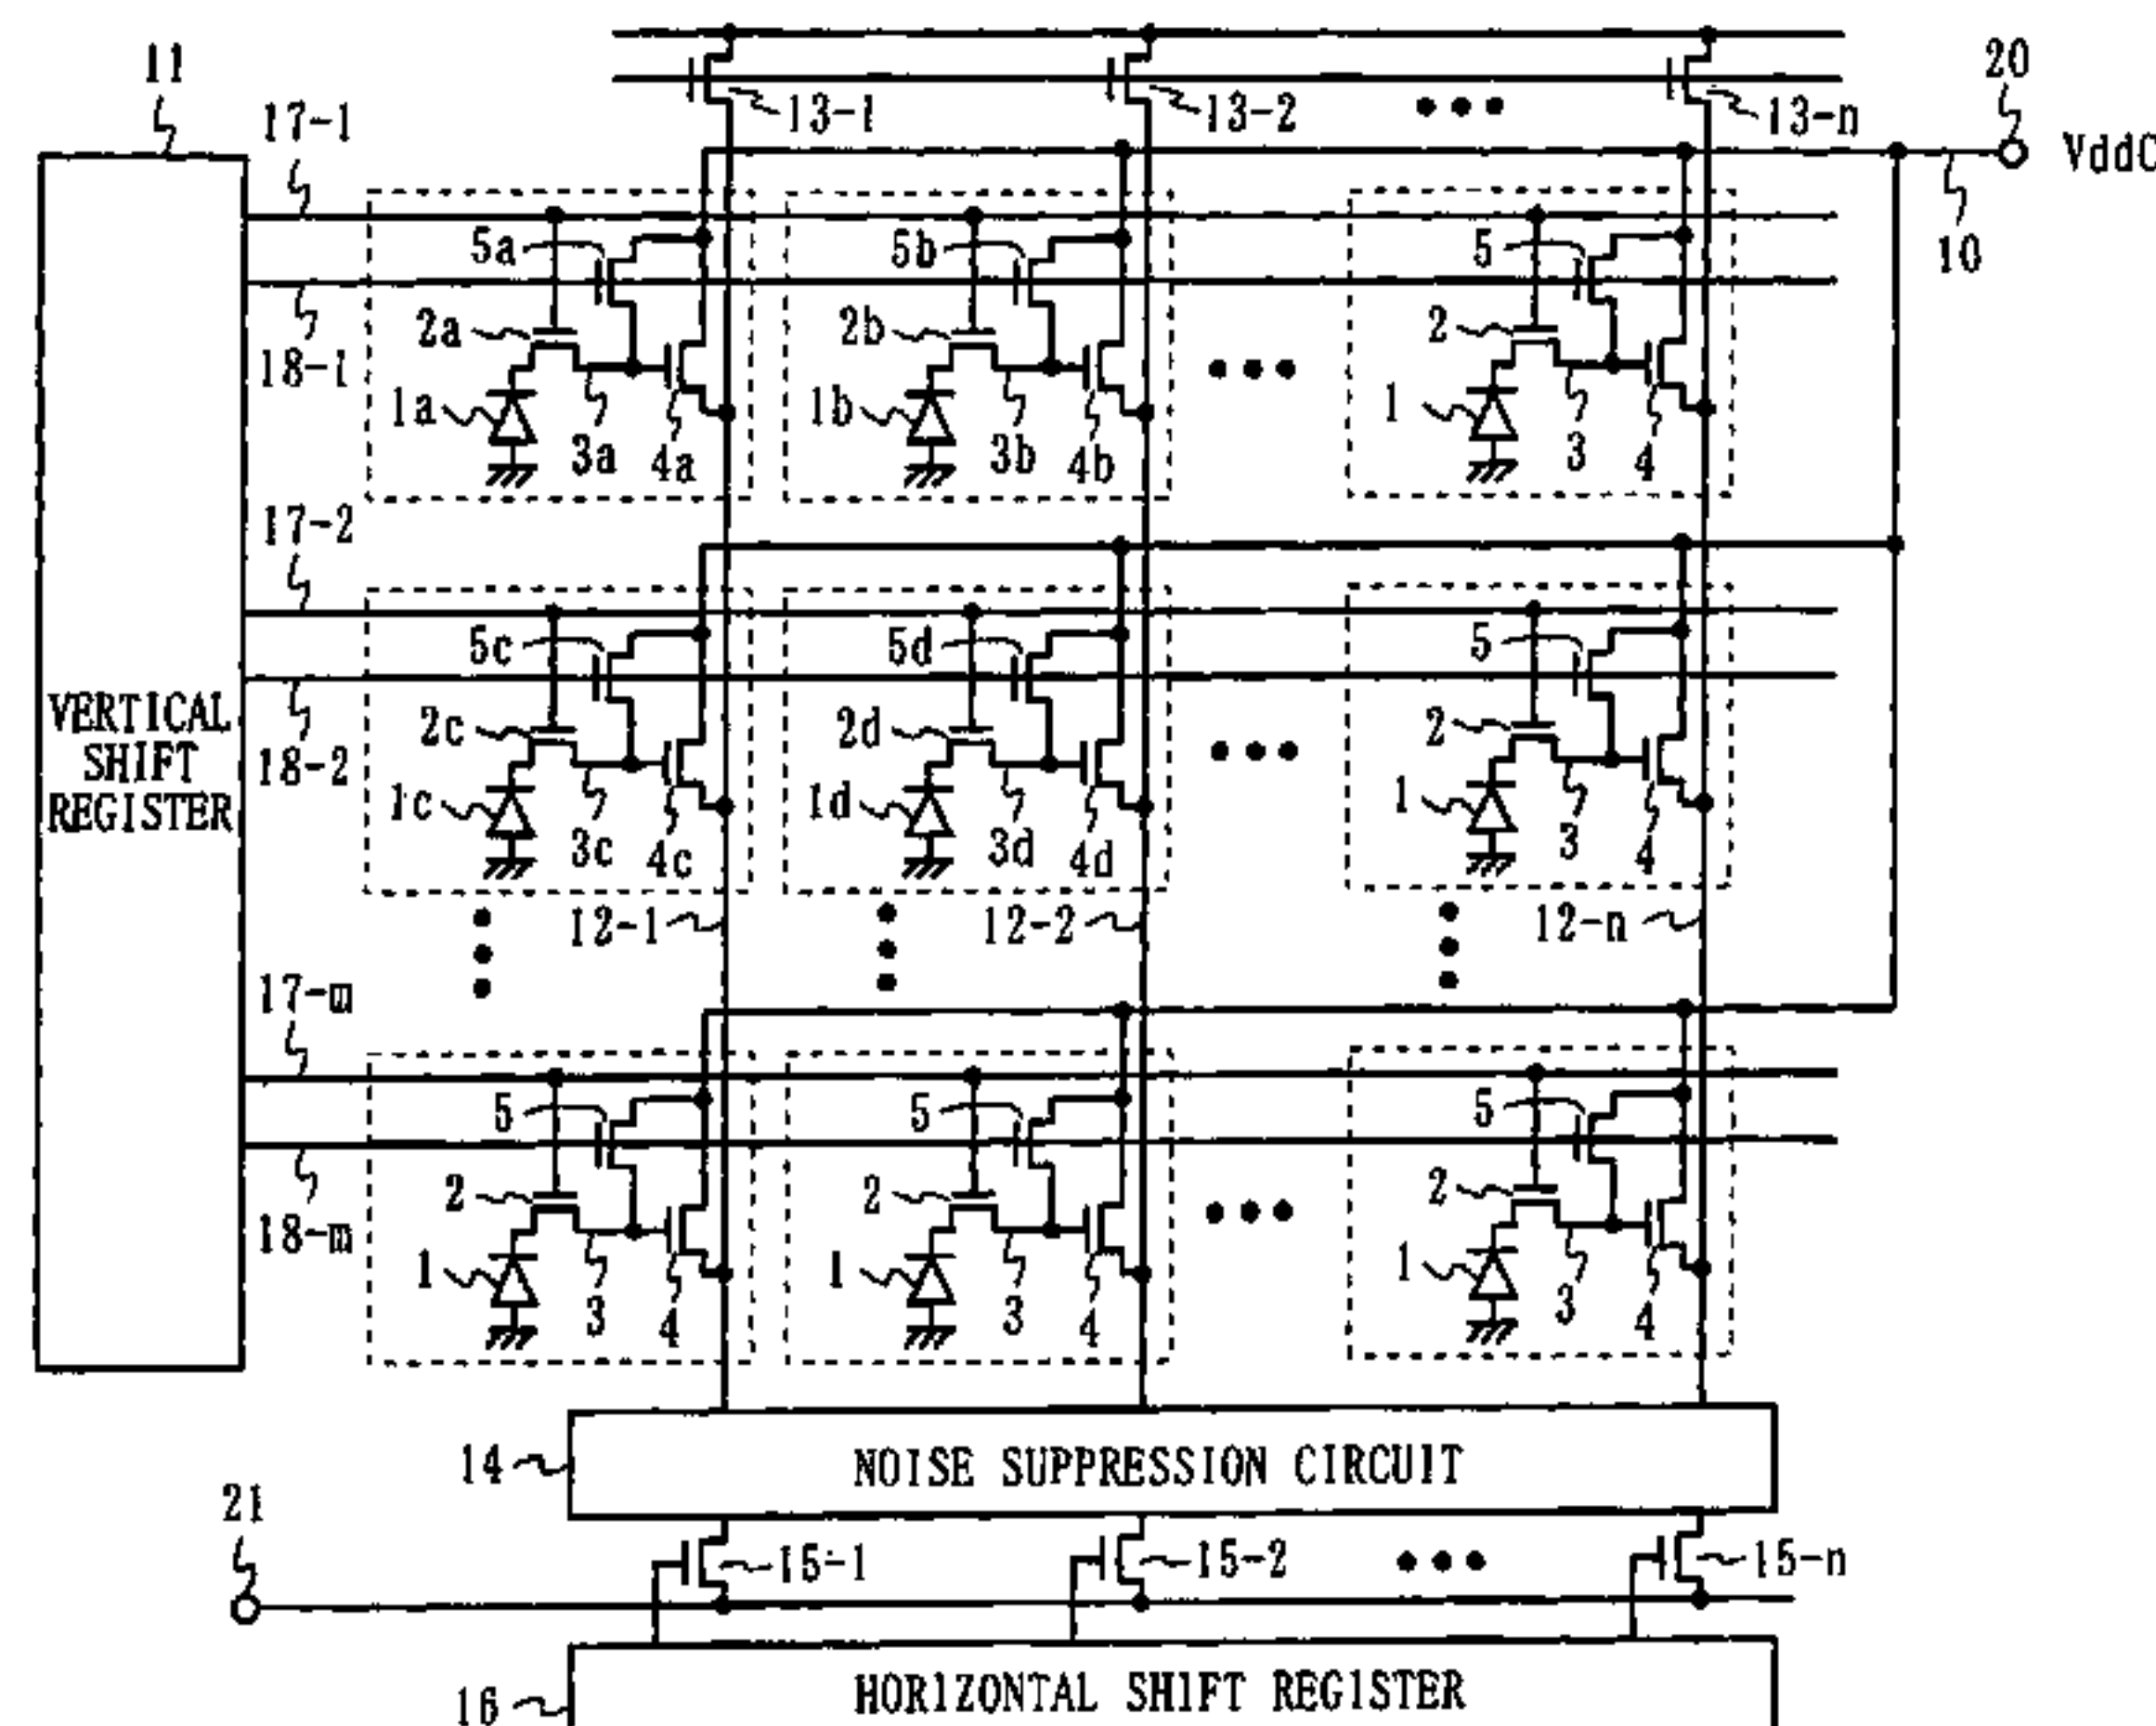 11
20
17-1
13-1
13-2
13-n
VddC
10
5a
5b
5
18-1
2a
2b
2
1a
3a
4a
1b
3b
4b
1
3
4
17-2
5c
5d
5
18-2
2c
2d
2
1c
3c
4c
1d
3d
4d
1
3
4
VERTICAL
SHIFT
REGISTER
12-1
12-2
12-n
17-m
5
5
5
18-m
2
2
2
1
3
4
1
3
4
1
3
4
14
NOISE SUPPRESSION CIRCUIT
21
15-1
15-2
15-n
16
HORIZONTAL SHIFT REGISTER